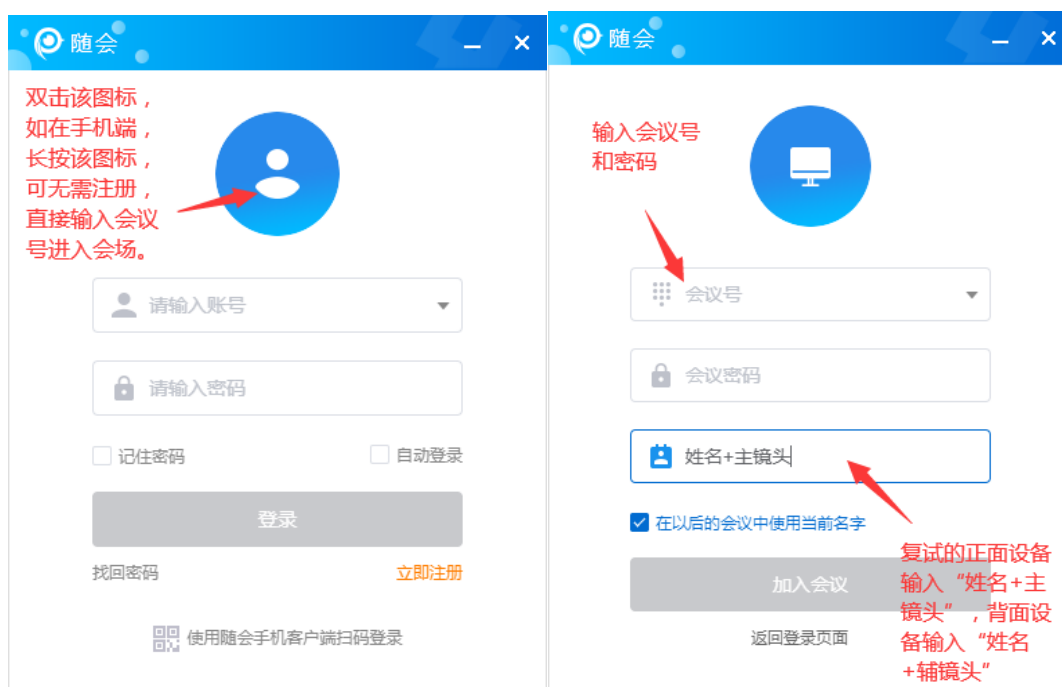 随会
双击该图标，
如在手机端，
长按该图标，
可无需注册，
直接输入会议
号进入会场。
请输入账号
请输入密码
记住密码
自动登录
登录
找回密码
立即注册
使用随会手机客户端扫码登录
随会
输入会议号
和密码
会议号
会议密码
姓名+主镜头
在以后的会议中使用当前名字
加入会议
返回登录页面
复试的正面设备
输入“姓名+主
镜头”，背面设
备输入“姓名
+辅镜头”